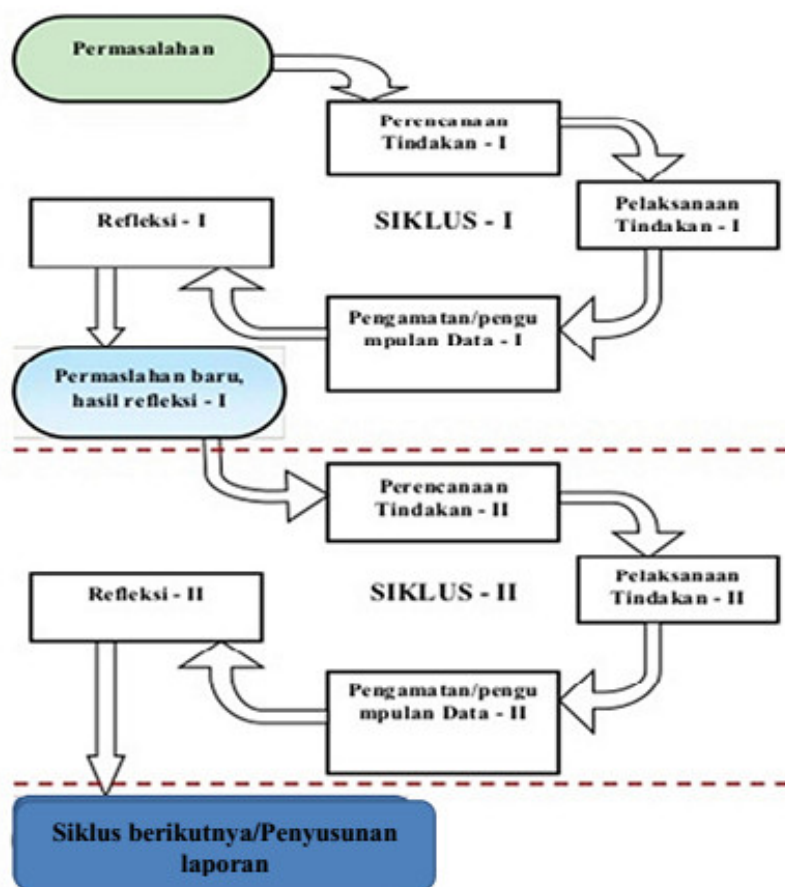 Permasalahan
Perencanaan
Tindakan - I
Pelaksanaan
Tindakan - I
SIKLUS - I
Refleksi - I
Pengamatan/pengu
mpulan Data - I
Permaslahan baru,
hasil refleksi - I
Perencanaan
Tindakan - II
Pelaksanaan
Tindakan - II
SIKLUS - II
Refleksi - II
Pengamatan/pengu
mpulan Data - II
Siklus berikutnya/Penyusunan
laporan